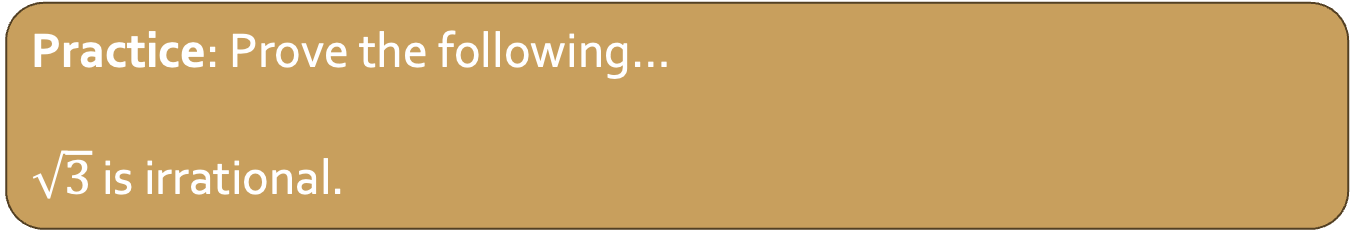 Practice: Prove the following...
√3 is irrational.